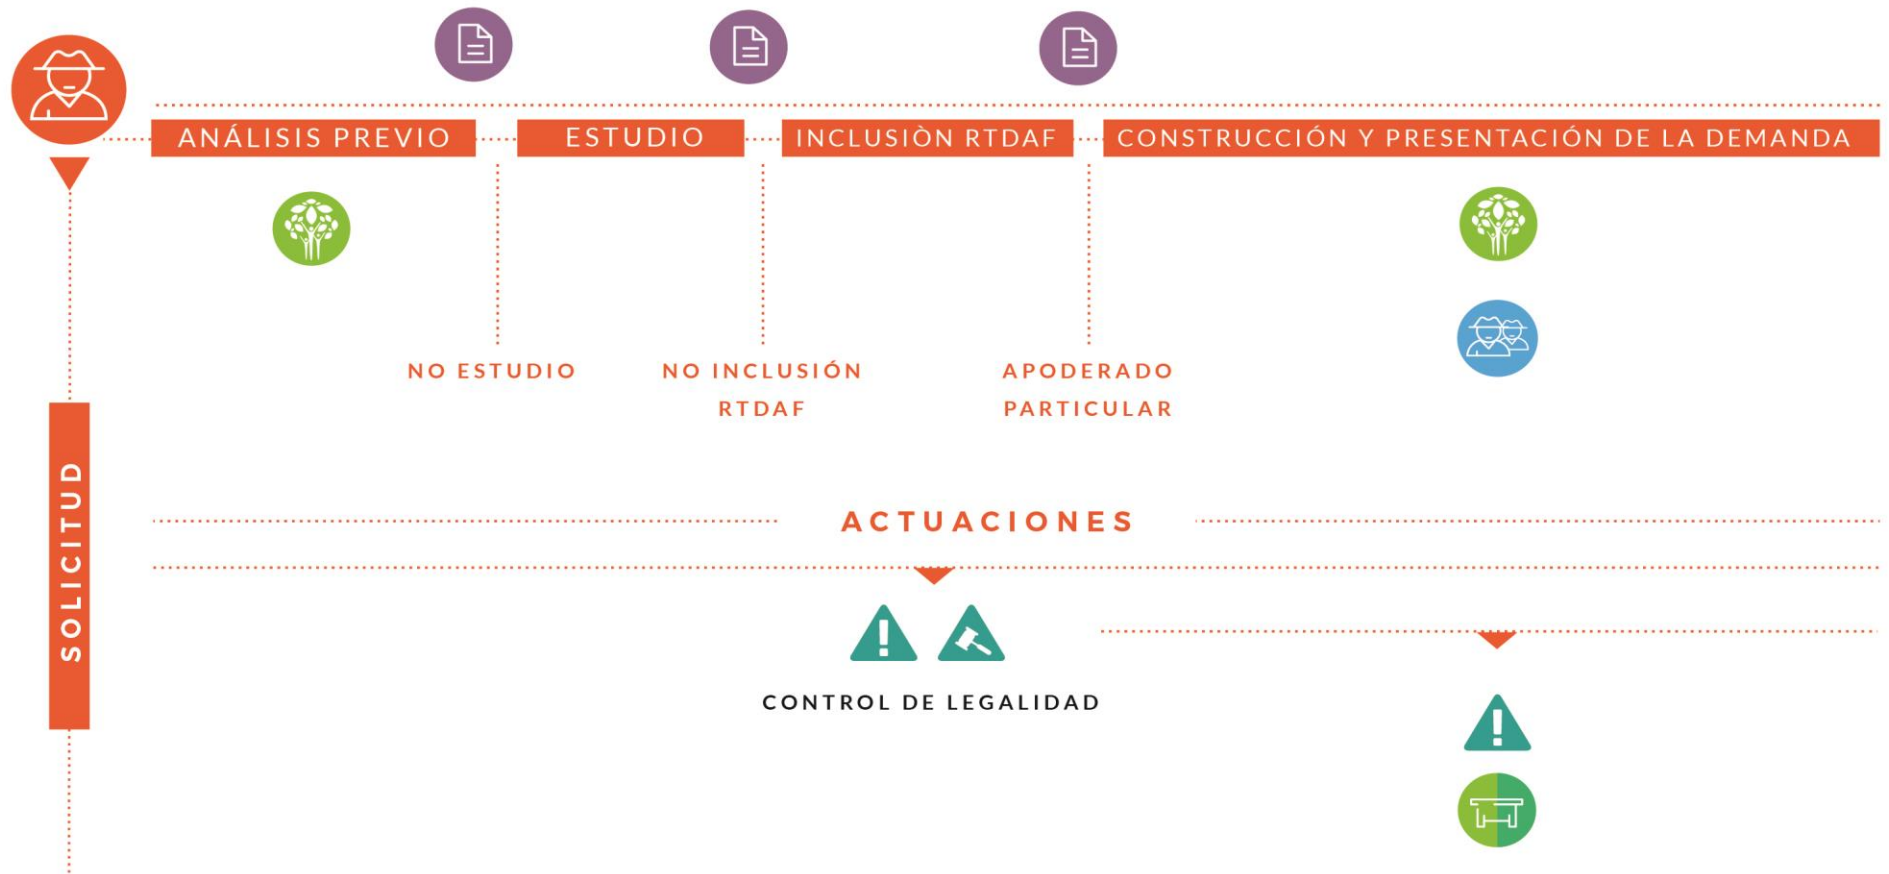 ANÁLISIS PREVIO
ESTUDIO
INCLUSIÒN RTDAF
CONSTRUCCIÓN Y PRESENTACIÓN DE LA DEMANDA
NO ESTUDIO
NO INCLUSIÓN
RTDAF
APODERADO
PARTICULAR
SOLICITUD
ACTUACIONES
CONTROL DE LEGALIDAD